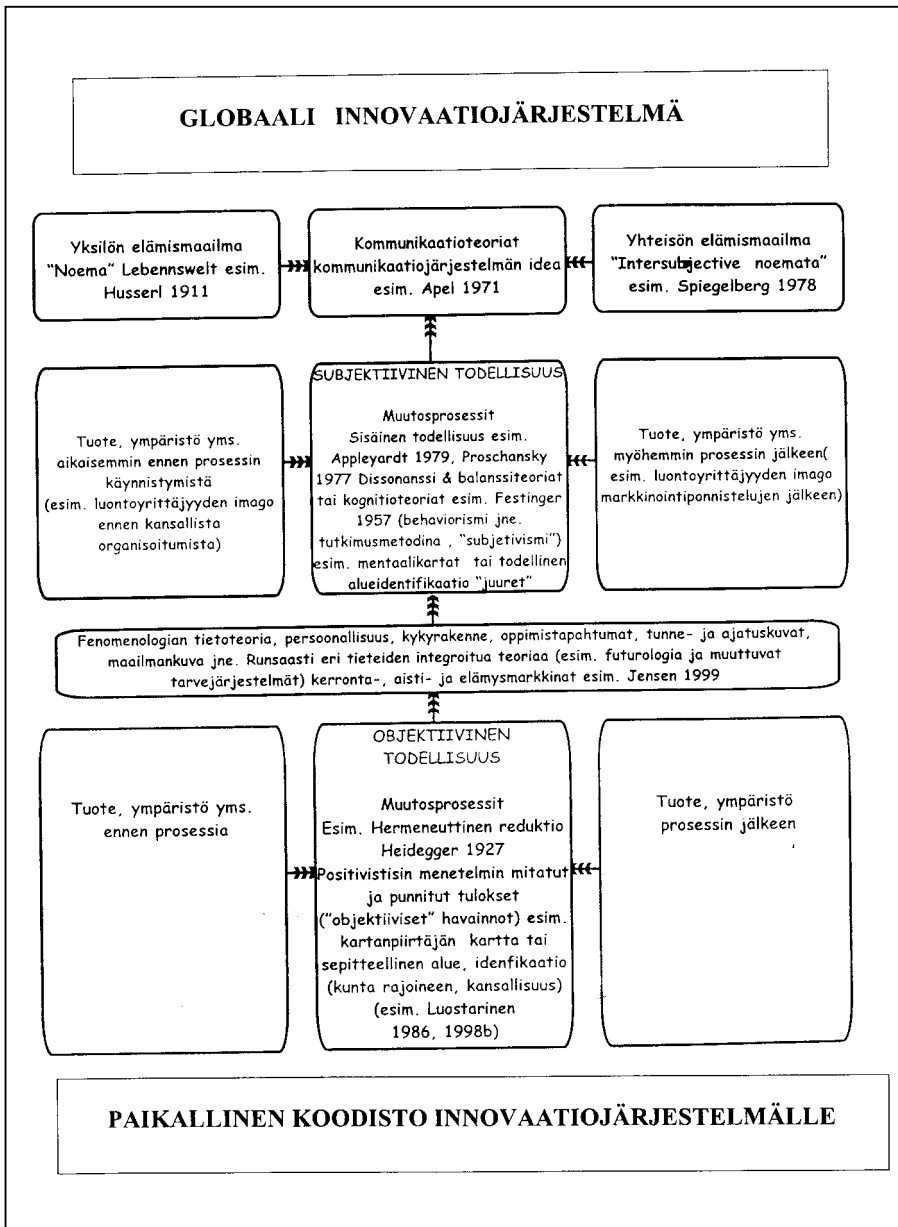 GLOBAALI INNOVAATIOJÄRJESTELMÄ
Yksilön elämismaailma
"Noema" Lebennswelt esim.
Husserl 1911
Kommunikaatioteoriat
kommunikaatiojärjestelmän idea
esim. Apel 1971
Yhteisön elämismaailma
"Intersubjective noemata"
esim. Spiegelberg 1978
Tuote, ympäristö yms.
aikaisemmin ennen prosessin
käynnistymistä
(esim. luontoyrittäjyyden imago
ennen kansallista
organisoitumista)
SUBJEKTIIVINEN TODELLISUUS
Muutosprosessit
Sisäinen todellisuus esim.
Appleyardt 1979, Proschansky
1977 Dissonanssi & balanssiteoriat
tai kognitioteoriat esim. Festinger
1957 (behaviorismi jne.
tutkimusmetodina , "subjetivismi")
esim. mentaalikartat tai todellinen
alueidentifikaatio "juuret"
Tuote, ympäristö yms.
myöhemmin prosessin jälkeen(
esim. luontoyrittäjyyden imago
markkinointiponnistelujen jälkeen)
Fenomenologian tietoteoria, persoonallisuus, kykyrakenne, oppimistapahtumat, tunne- ja ajatuskuvat,
maailmankuva jne. Runsaasti eri tieteiden integroitua teoriaa (esim. futurologia ja muuttuvat
tarvejärjestelmät) kerronta-, aisti- ja elämysmarkkinat esim. Jensen 1999
Tuote, ympäristö yms.
ennen prosessia
OBJEKTIIVINEN
TODELLISUUS
Muutosprosessit
Esim. Hermeneuttinen reduktio
Heidegger 1927
Positivistisin menetelmin mitatut
ja punnitut tulokset
("objektiiviset" havainnot) esim.
kartanpiirtäjän kartta tai
sepitteellinen alue, idenfikaatio
(kunta rajoineen, kansallisuus)
(esim. Luostarinen
1986, 1998b)
Tuote, ympäristö
prosessin jälkeen
PAIKALLINEN KOODISTO INNOVAATIOJÄRJESTELMÄLLE